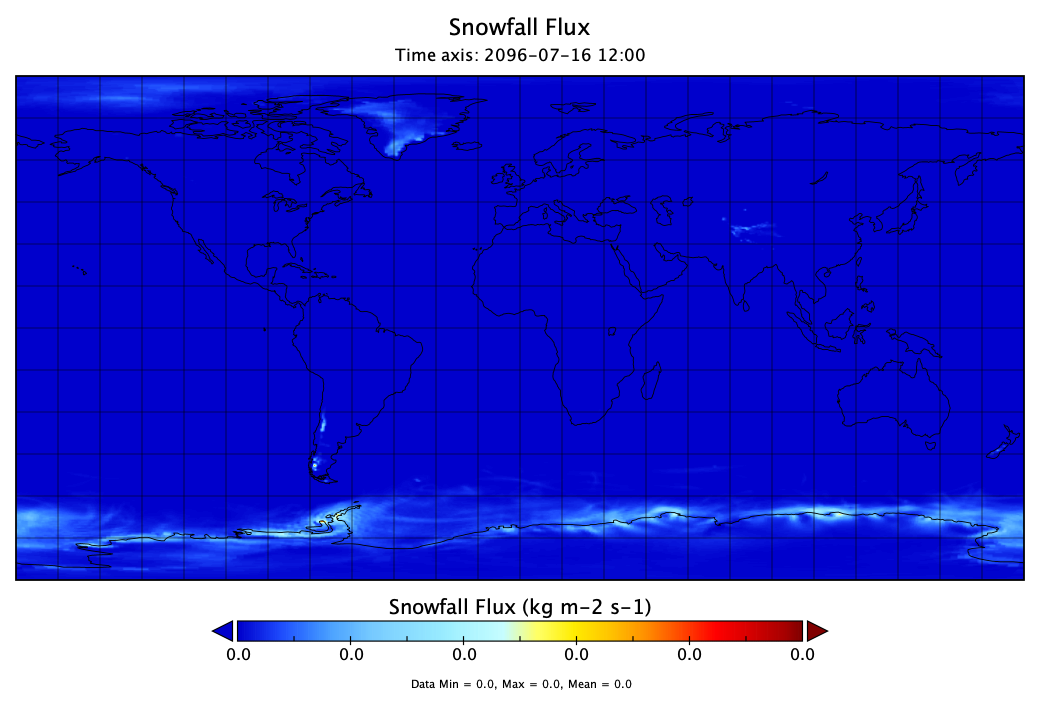 Snowfall Flux
Time axis: 2096-07-16 12:00
Snowfall Flux (kg m-2 s-1)
0.0 0.0 0.0 0.0 0.0 0.0
Data Min = 0.0, Max = 0.0, Mean = 0.0